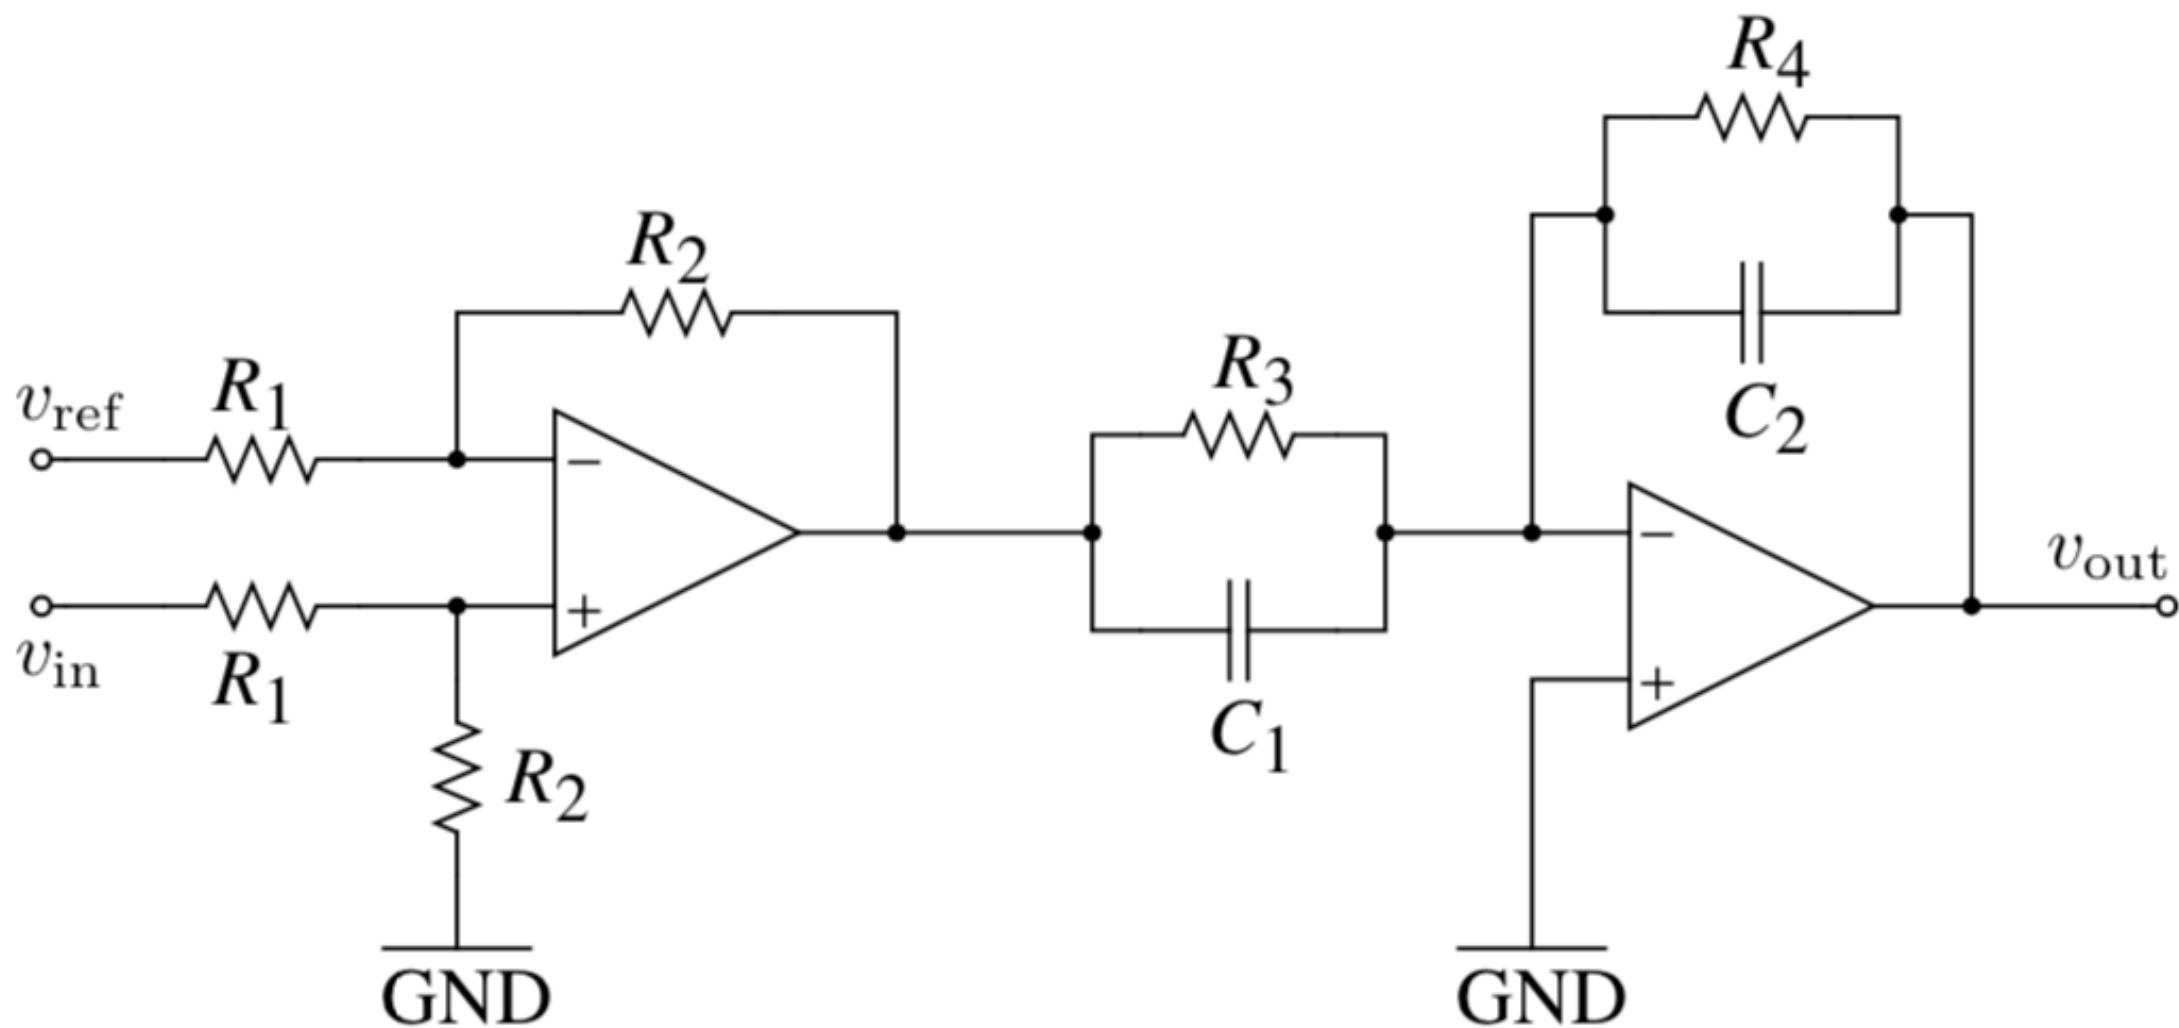 R4
R2
R3
vref
R1
C2
vout
vin
R1
R2
C1
−
+
−
+
GND
GND